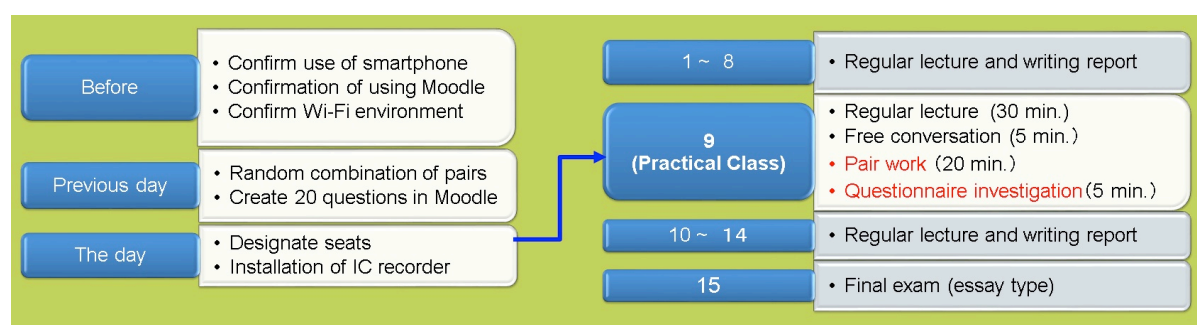 Before
• Confirm use of smartphone
• Confirmation of using Moodle
• Confirm Wi-Fi environment
Previous day
• Random combination of pairs
• Create 20 questions in Moodle
The day
• Designate seats
• Installation of IC recorder
1 ~ 8
• Regular lecture and writing report
9
(Practical Class)
• Regular lecture (30 min.)
• Free conversation (5 min.)
• Pair work (20 min.)
• Questionnaire investigation (5 min.)
10 ~ 14
• Regular lecture and writing report
15
• Final exam (essay type)